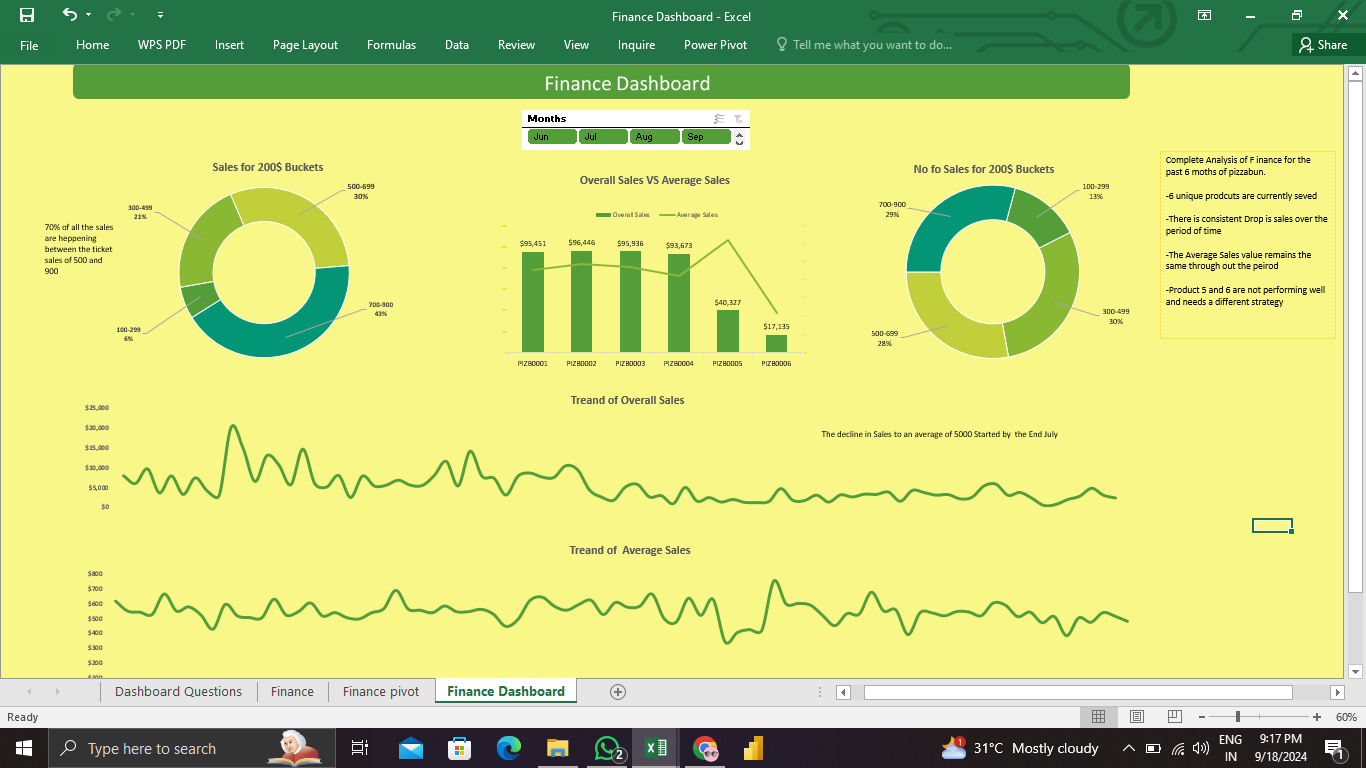 Finance Dashboard - Excel
File Home WPS PDF Insert Page Layout Formulas Data Review View Inquire Power Pivot Tell me what you want to do... Share
Finance Dashboard
Months
Jun Jul Aug Sep
Sales for 200$ Buckets
500-699
30%
300-499
21%
70% of all the sales
are heppening
between the ticket
sales of 500 and
900
700-900
43%
100-299
6%
Overall Sales VS Average Sales
Overall Sales Average Sales
$95,451 $96,446 $95,936 $93,673
$40,327
$17,135
PIZB0001 PIZB0002 PIZB0003 PIZB0004 PIZB0005 PIZB0006
No fo Sales for 200$ Buckets
100-299
13%
700-900
29%
300-499
30%
500-699
28%
Complete Analysis of F inance for the
past 6 moths of pizzabun.
-6 unique prodcuts are currently seved
-There is consistent Drop is sales over the
period of time
-The Average Sales value remains the
same through out the peirod
-Product 5 and 6 are not performing well
and needs a different strategy
Treand of Overall Sales
$25,000
$20,000
$15,000
$10,000
$5,000
$0
The decline in Sales to an average of 5000 Started by the End July
Treand of Average Sales
$800
$700
$600
$500
$400
$300
$200
Dashboard Questions Finance Finance pivot Finance Dashboard
Ready 60%
Type here to search
2
1
31°C Mostly cloudy
ENG
IN
9:17 PM
9/18/2024
1